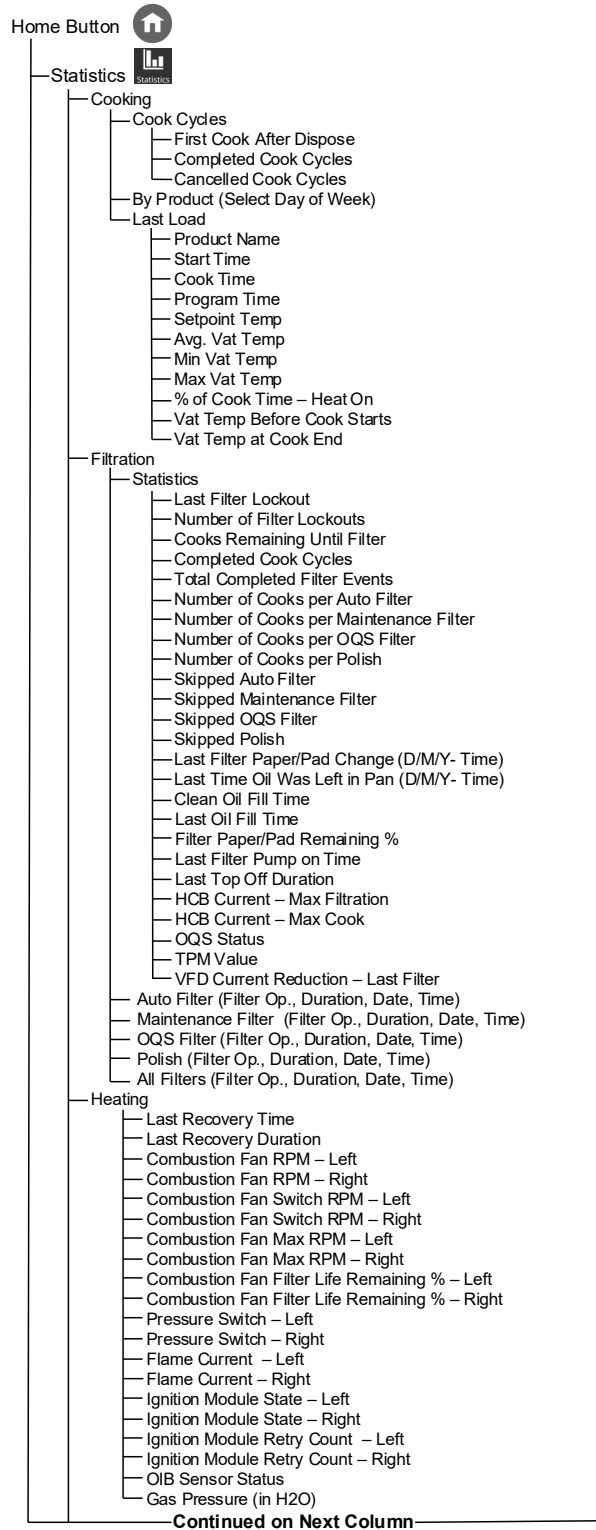 Home Button
Statistics
Statistics
Cooking
Cook Cycles
First Cook After Dispose
Completed Cook Cycles
Cancelled Cook Cycles
By Product (Select Day of Week)
Last Load
Product Name
Start Time
Cook Time
Program Time
Setpoint Temp
Avg. Vat Temp
Min Vat Temp
Max Vat Temp
% of Cook Time – Heat On
Vat Temp Before Cook Starts
Vat Temp at Cook End
Filtration
Statistics
Last Filter Lockout
Number of Filter Lockouts
Cooks Remaining Until Filter
Completed Cook Cycles
Total Completed Filter Events
Number of Cooks per Auto Filter
Number of Cooks per Maintenance Filter
Number of Cooks per OQS Filter
Number of Cooks per Polish
Skipped Auto Filter
Skipped Maintenance Filter
Skipped OQS Filter
Skipped Polish
Last Filter Paper/Pad Change (D/M/Y- Time)
Last Time Oil Was Left in Pan (D/M/Y- Time)
Clean Oil Fill Time
Last Oil Fill Time
Filter Paper/Pad Remaining %
Last Filter Pump on Time
Last Top Off Duration
HCB Current – Max Filtration
HCB Current – Max Cook
OQS Status
TPM Value
VFD Current Reduction – Last Filter
Auto Filter (Filter Op., Duration, Date, Time)
Maintenance Filter (Filter Op., Duration, Date, Time)
OQS Filter (Filter Op., Duration, Date, Time)
Polish (Filter Op., Duration, Date, Time)
All Filters (Filter Op., Duration, Date, Time)
Heating
Last Recovery Time
Last Recovery Duration
Combustion Fan RPM – Left
Combustion Fan RPM – Right
Combustion Fan Switch RPM – Left
Combustion Fan Switch RPM – Right
Combustion Fan Max RPM – Left
Combustion Fan Max RPM – Right
Combustion Fan Filter Life Remaining % – Left
Combustion Fan Filter Life Remaining % – Right
Pressure Switch – Left
Pressure Switch – Right
Flame Current – Left
Flame Current – Right
Ignition Module State – Left
Ignition Module State – Right
Ignition Module Retry Count – Left
Ignition Module Retry Count – Right
OIB Sensor Status
Gas Pressure (in H2O)
Continued on Next Column